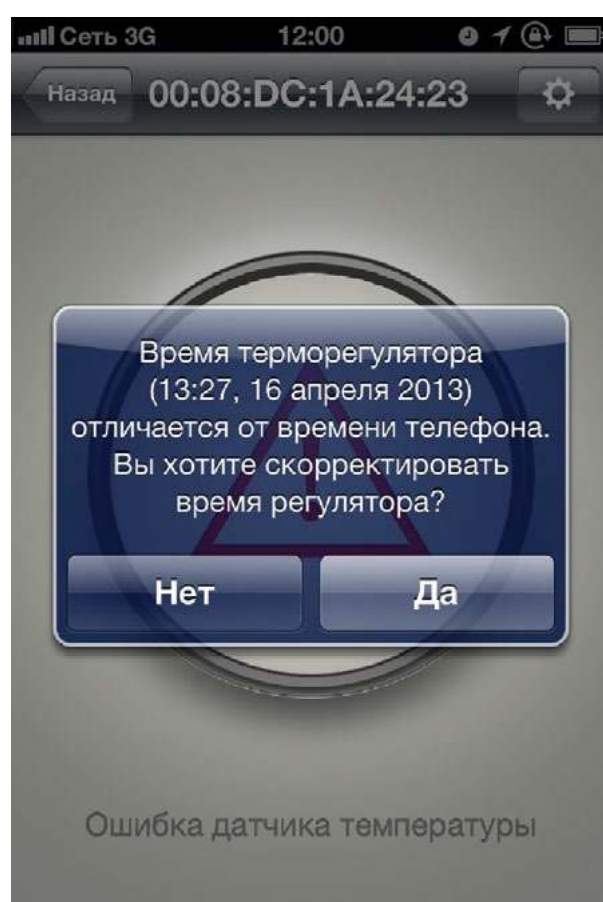 Сеть 3G 12:00
Назад 00:08:DC:1A:24:23
Время терморегулятора
(13:27, 16 апреля 2013)
отличается от времени телефона.
Вы хотите скорректировать
время регулятора?
Нет Да
Ошибка датчика температуры